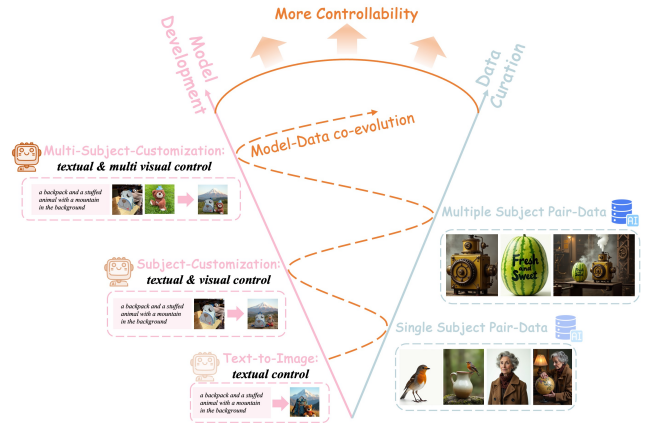 More Controllability
Model
Development
Data
Curation
Model-Data co-evolution
Multi-Subject-Customization:
textual & multi visual control
a backpack and a stuffed
animal with a mountain
in the background
Multiple Subject Pair-Data
AI
Fresh
and
Sweet
Subject-Customization:
textual & visual control
a backpack and a stuffed
animal with a mountain
in the background
Single Subject Pair-Data
AI
Text-to-Image:
textual control
a backpack and a stuffed
animal with a mountain
in the background